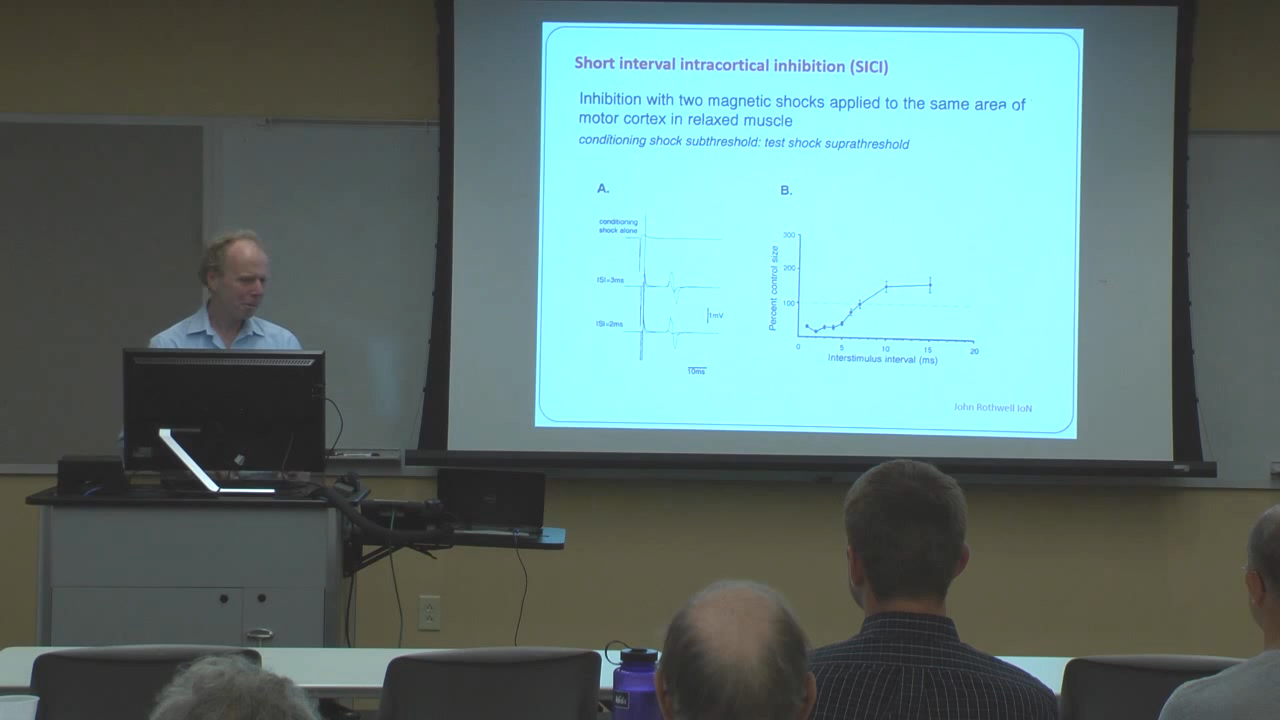 Short interval intracortical inhibition (SICI)
Inhibition with two magnetic shocks applied to the same area of
motor cortex in relaxed muscle
conditioning shock subthreshold: test shock suprathreshold
A.
B.
conditioning
shock alone
ISI=3ms
ISI=2ms
1mV
10ms
Percent control size
300
200
100
0
5
10
15
20
Interstimulus interval (ms)
John Rothwell IoN